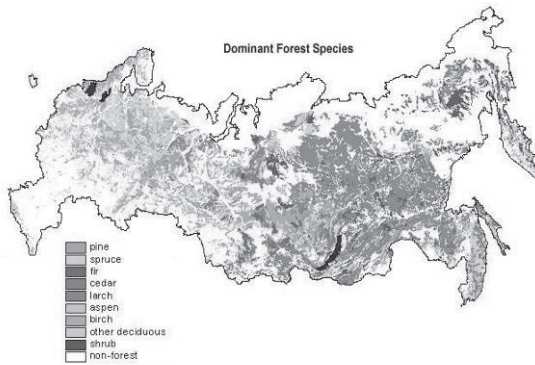 Dominant Forest Species
pine
spruce
fir
cedar
larch
aspen
birch
other deciduous
shrub
non-forest